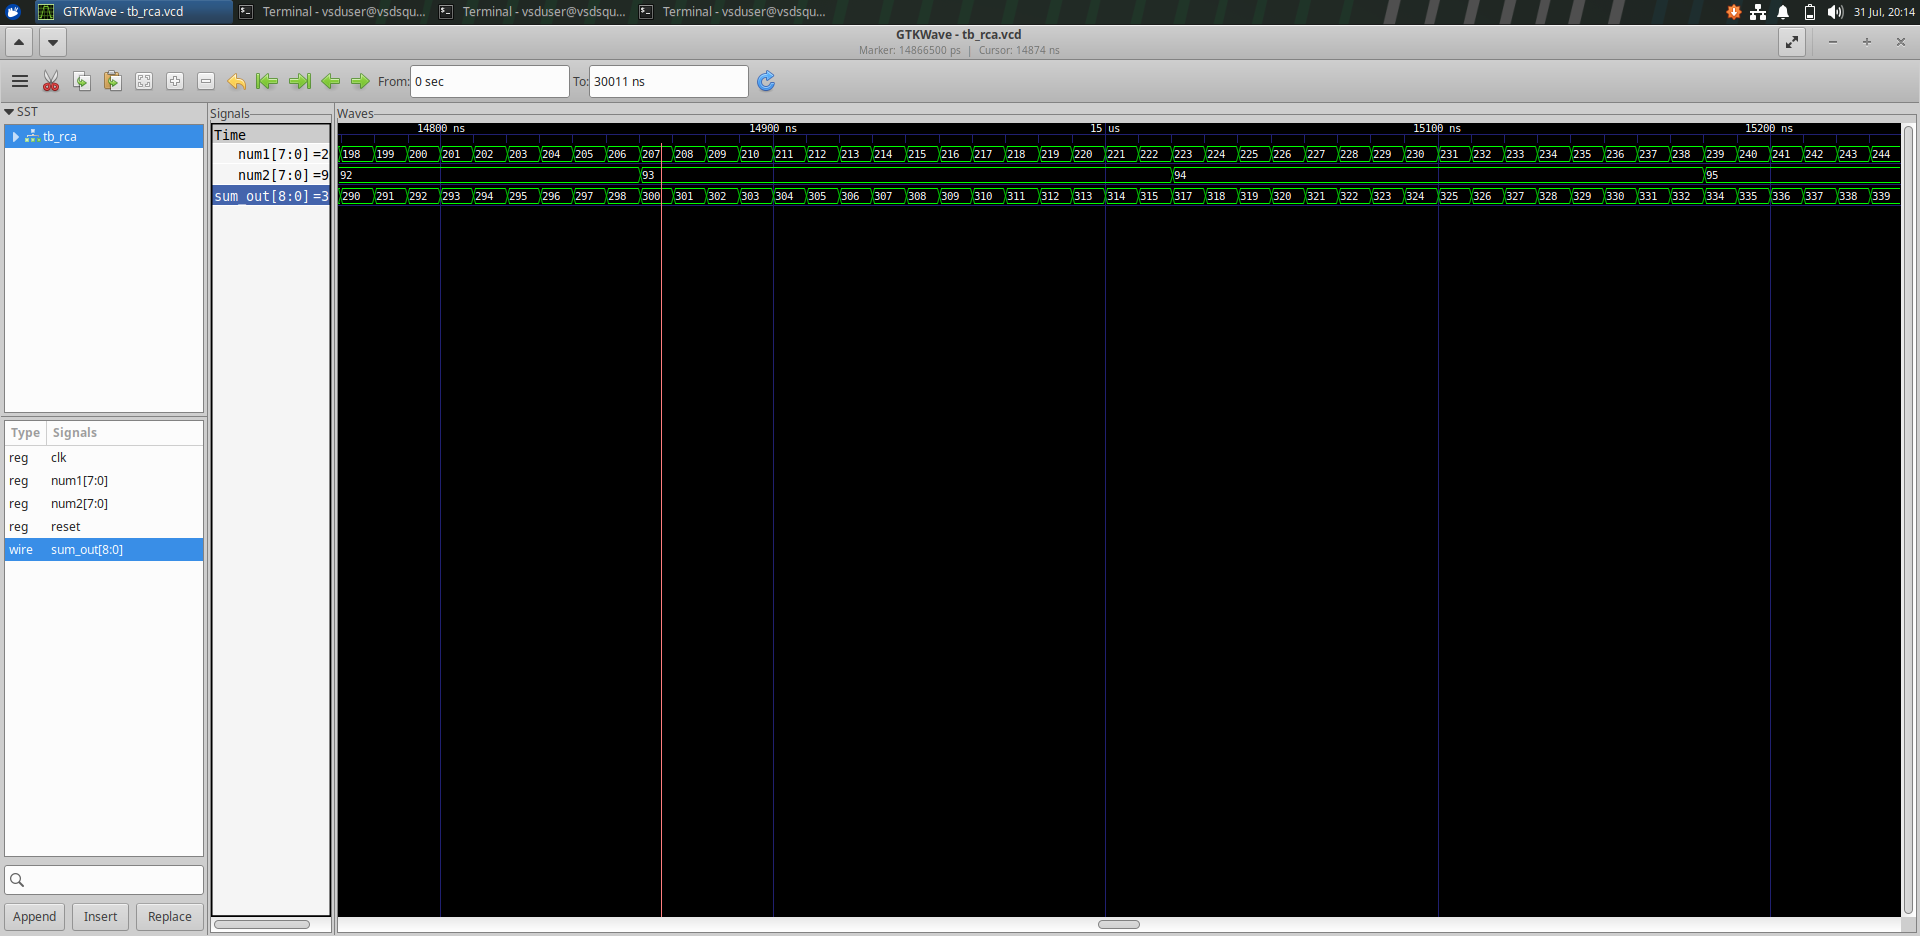 GTKWave - tb_rca.vcd Terminal - vsduser@vsdsqu... Terminal - vsduser@vsdsqu... Terminal - vsduser@vsdsqu... 31 Jul, 20:14
GTKWave - tb_rca.vcd
Marker: 14866500 ps | Cursor: 14874 ns
From: 0 sec To: 30011 ns
SST
tb_rca
Type Signals
reg clk
reg num1[7:0]
reg num2[7:0]
reg reset
wire sum_out[8:0]
Append Insert Replace
Signals
Time
num1[7:0] =2
num2[7:0] =9
sum_out[8:0] =3
Waves
14800 ns 14900 ns 15 us 15100 ns 15200 ns
198 199 200 201 202 203 204 205 206 207 208 209 210 211 212 213 214 215 216 217 218 219 220 221 222 223 224 225 226 227 228 229 230 231 232 233 234 235 236 237 238 239 240 241 242 243 244
92 93 94 95
290 291 292 293 294 295 296 297 298 300 301 302 303 304 305 306 307 308 309 310 311 312 313 314 315 317 318 319 320 321 322 323 324 325 326 327 328 329 330 331 332 334 335 336 337 338 339